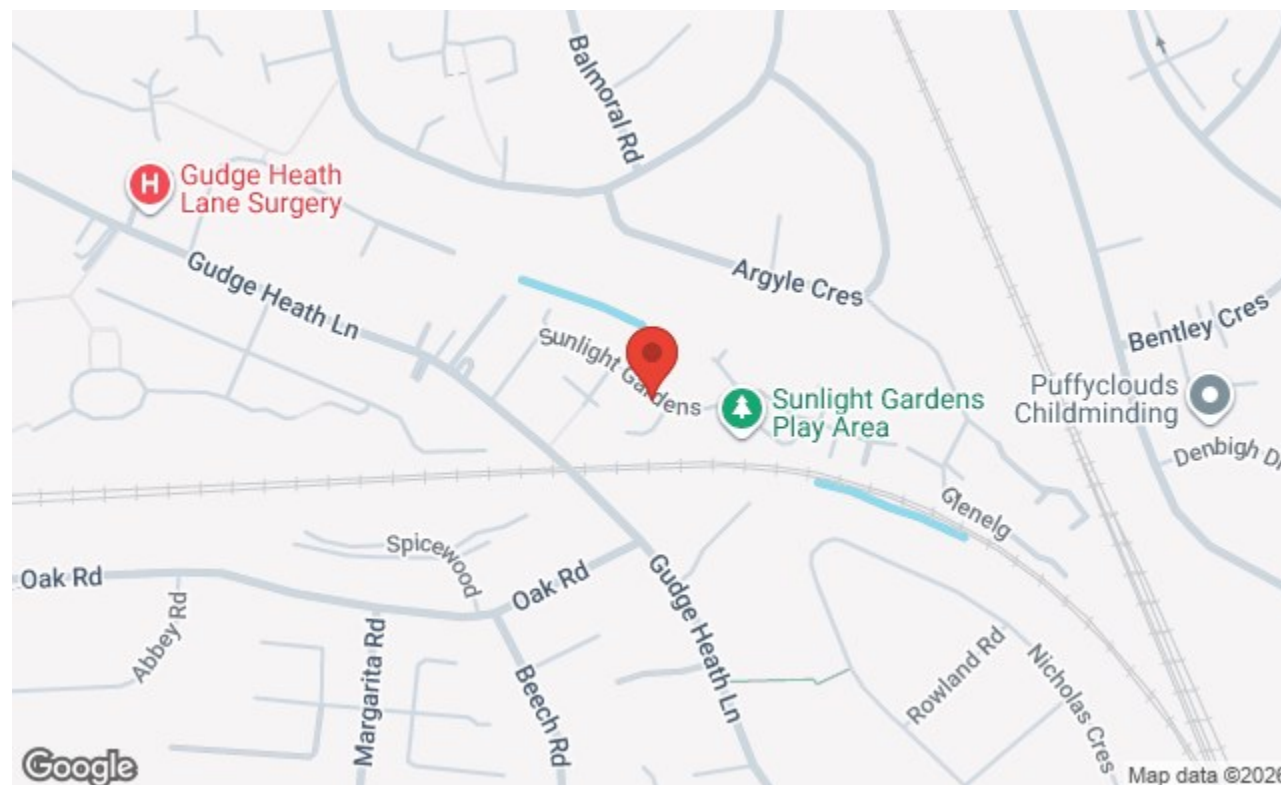 Balmoral Rd
Gudge Heath
Lane Surgery
Gudge Heath Ln
Argyle Cres
Bentley Cres
Sunlight Gardens
Sunlight Gardens
Play Area
Puffyclouds
Childminding
Denbigh Dr
Glenelg
Spicewood
Oak Rd
Oak Rd
Abbey Rd
Margarita Rd
Beech Rd
Gudge Heath Ln
Rowland Rd
Nicholas Cres
Google
Map data ©2026
H